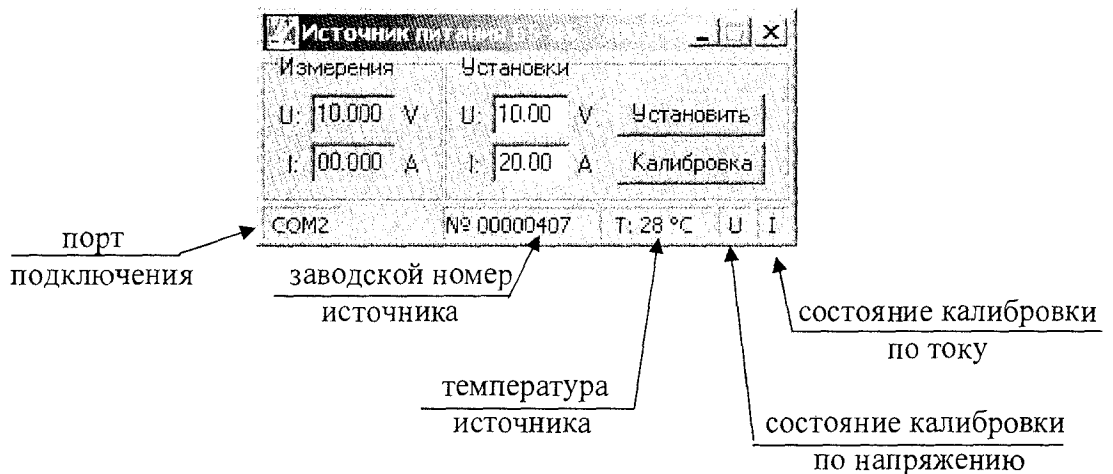 Источник питания
Измерения Установки
U: 10.000 V U: 10.00 V Установить
I: 00.000 A I: 20.00 A Калибровка
COM2 № 00000407 T: 28 °C U I
порт
подключения
заводской номер
источника
состояние калибровки
по току
температура
источника
состояние калибровки
по напряжению